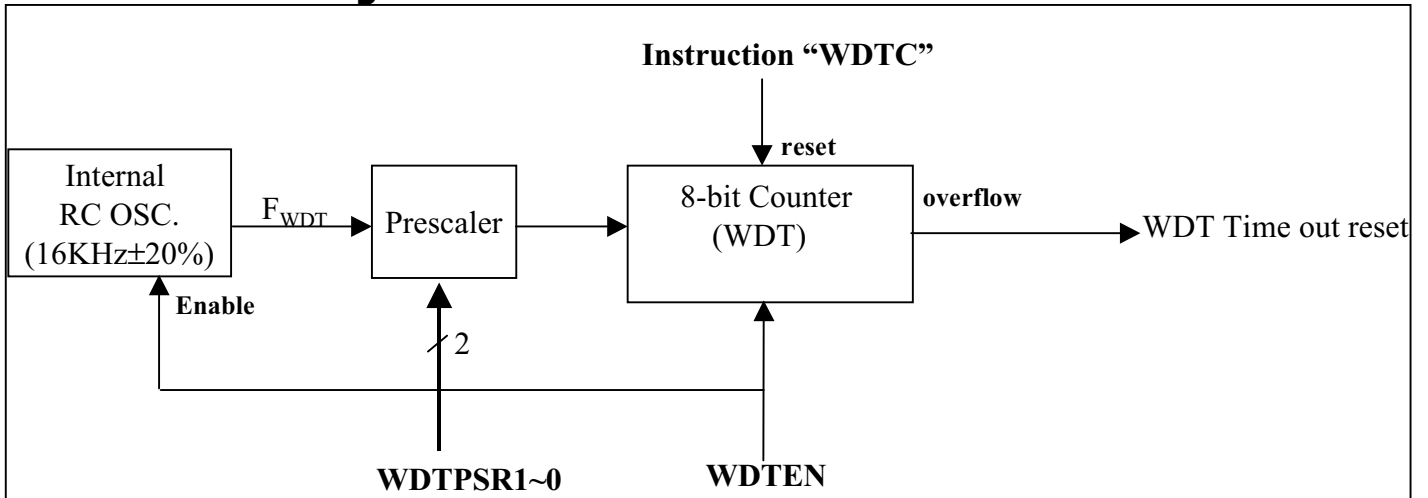 Instruction “WDTC”
reset
Internal
RC OSC.
(16KHz±20%)
FWDT
Prescaler
8-bit Counter
(WDT)
overflow
WDT Time out reset
Enable
2
WDTPSR1~0
WDTEN